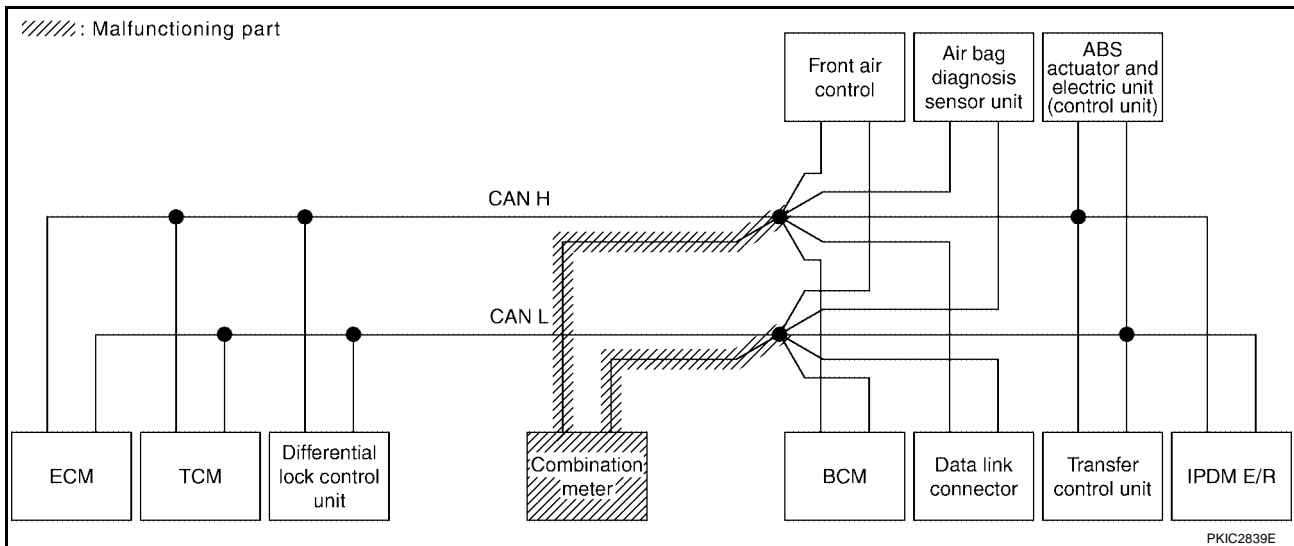 : Malfunctioning part
Front air
control
Air bag
diagnosis
sensor unit
ABS
actuator and
electric unit
(control unit)
CAN H
CAN L
ECM
TCM
Differential
lock control
unit
Combination
meter
BCM
Data link
connector
Transfer
control unit
IPDM E/R
PKIC2839E